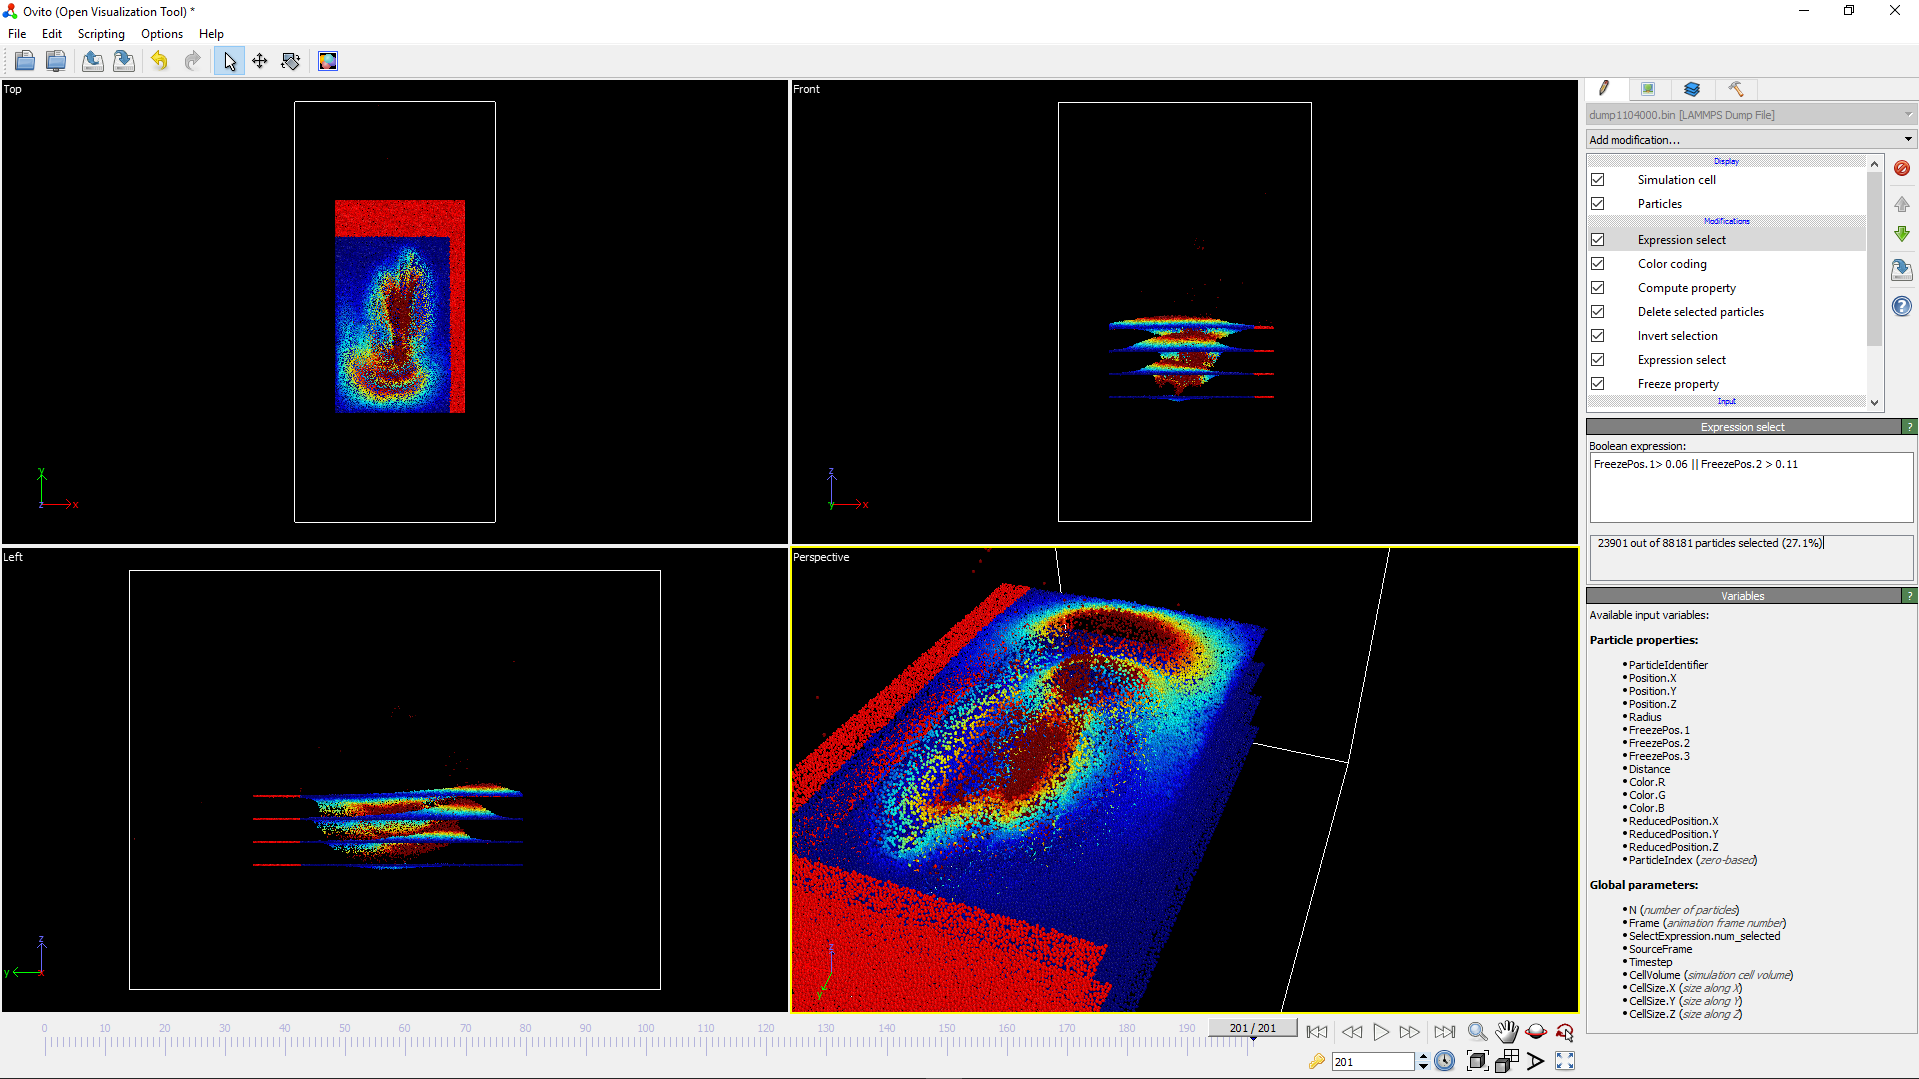 Ovito (Open Visualization Tool) *
File Edit Scripting Options Help
Top
y
z x
Front
z
y x
Left
z
y x
Perspective
z
y
dump1104000.bin [LAMMPS Dump File]
Add modification...
Display
Simulation cell
Particles
Modifications
Expression select
Color coding
Compute property
Delete selected particles
Invert selection
Expression select
Freeze property
Input
Expression select ?
Boolean expression:
FreezePos.1> 0.06 || FreezePos.2 > 0.11
23901 out of 88181 particles selected (27.1%)
Variables ?
Available input variables:
Particle properties:
• ParticleIdentifier
• Position.X
• Position.Y
• Position.Z
• Radius
• FreezePos.1
• FreezePos.2
• FreezePos.3
• Distance
• Color.R
• Color.G
• Color.B
• ReducedPosition.X
• ReducedPosition.Y
• ReducedPosition.Z
• ParticleIndex (zero-based)
Global parameters:
• N (number of particles)
• Frame (animation frame number)
• SelectExpression.num_selected
• SourceFrame
• Timestep
• CellVolume (simulation cell volume)
• CellSize.X (size along X)
• CellSize.Y (size along Y)
• CellSize.Z (size along Z)
0 10 20 30 40 50 60 70 80 90 100 110 120 130 140 150 160 170 180 190 201 / 201
201